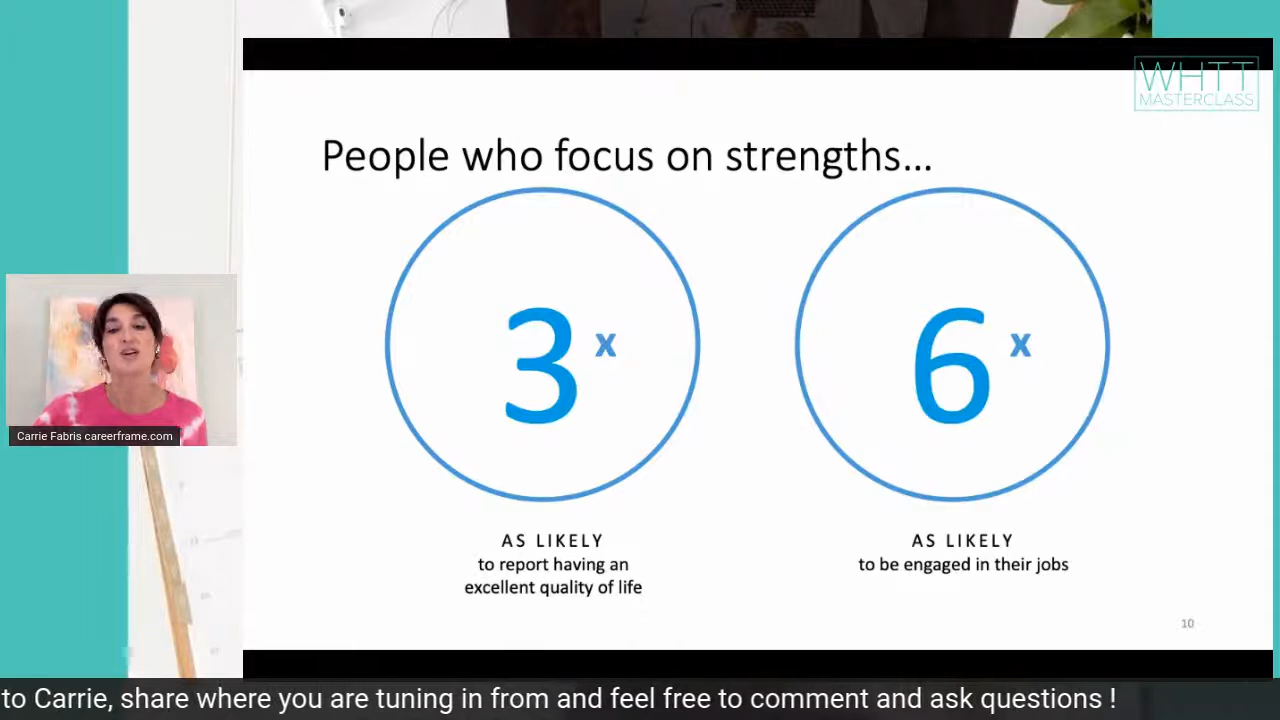 WHTT
MASTERCLASS
People who focus on strengths...
3 x
6 x
AS LIKELY
to report having an
excellent quality of life
AS LIKELY
to be engaged in their jobs
10
Carrie Fabris careerframe.com
to Carrie, share where you are tuning in from and feel free to comment and ask questions !